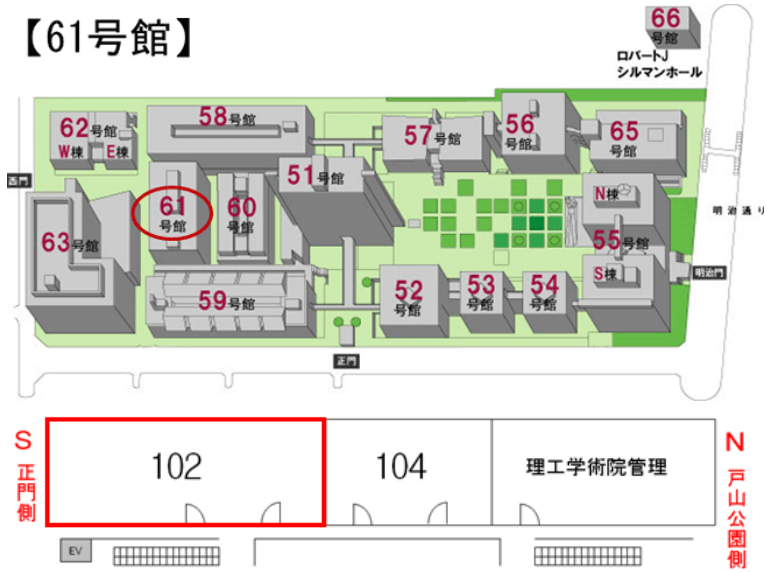 【61号館】
66
号館
ロバートJ
シルマンホール
62号館
W棟 E棟
58号館
57号館
56
号館
65
号館
西門
51号館
61
号館
60
号館
63号館
N棟
55号館
S棟
明治通り
明治門
59号館
52
号館
53
号館
54
号館
正門
S
正門側
102
104
理工学術院管理
N
戸山公園側
EV